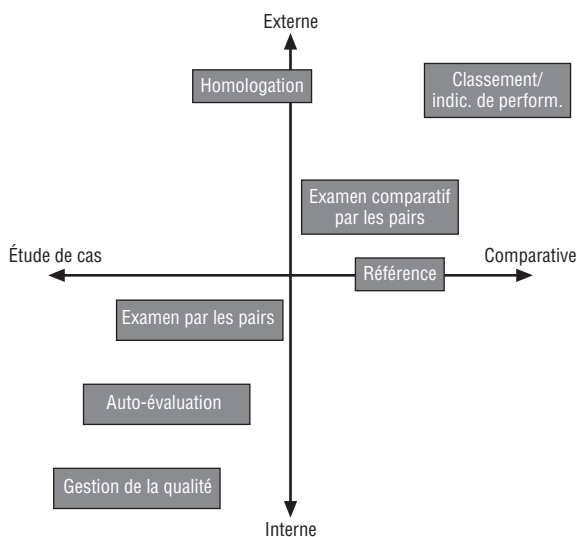 Externe
Homologation
Classement/
indic. de perform.
Examen comparatif
par les pairs
Étude de cas
Comparative
Référence
Examen par les pairs
Auto-évaluation
Gestion de la qualité
Interne